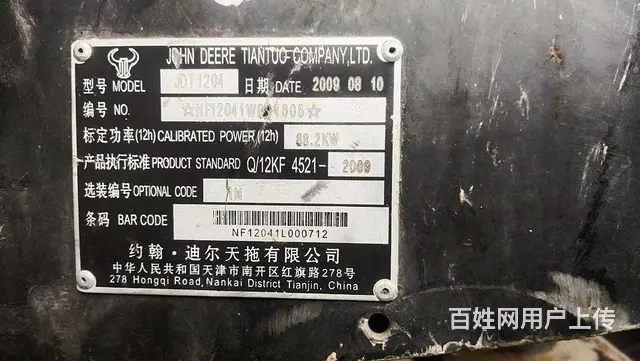 JOHN DEERE TIANTUO COMPANY,LTD.
型号 MODEL JDT1204 日期 DATE 2009 08 10
编号 NO.
标定功率(12h) CALIBRATED POWER(12h) 88.2KW
产品执行标准 PRODUCT STANDARD Q/12KF 4521-2009
选装编号 OPTIONAL CODE
条码 BAR CODE
NF12041L000712
约翰·迪尔天拖有限公司
中华人民共和国天津市南开区红旗路278号
278 Hongqi Road,Nankai District Tianjin, China
百姓网用户上传